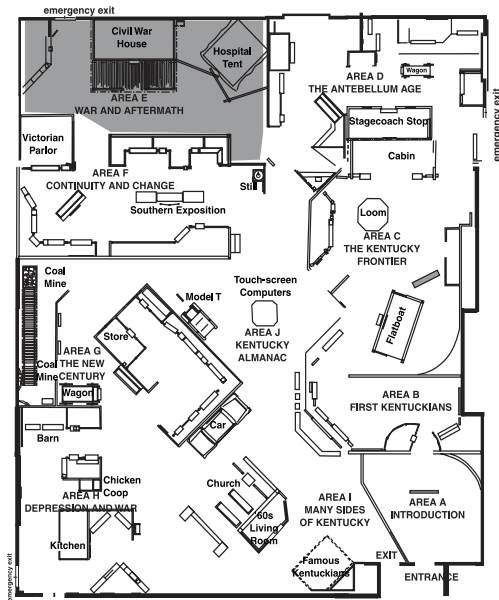 emergency exit
Civil War
House
Hospital
Tent
AREA E
WAR AND AFTERMATH
AREA D
THE ANTEBELLUM AGE
Wagon
Stagecoach Stop
emergency exit
Victorian
Parlor
Cabin
AREA F
CONTINUITY AND CHANGE
Still
Southern Exposition
Loom
AREA C
THE KENTUCKY
FRONTIER
Coal
Mine
Touch-screen
Computers
Model T
AREA J
KENTUCKY
ALMANAC
Store
Flatboat
AREA G
THE NEW
CENTURY
Coal
Mine
Wagon
AREA B
FIRST KENTUCKIANS
Car
Barn
Chicken
Coop
AREA H
DEPRESSION AND WAR
Church
'60s
Living
Room
AREA I
MANY SIDES
OF KENTUCKY
AREA A
INTRODUCTION
Kitchen
Famous
Kentuckians
EXIT
ENTRANCE
emergency exit